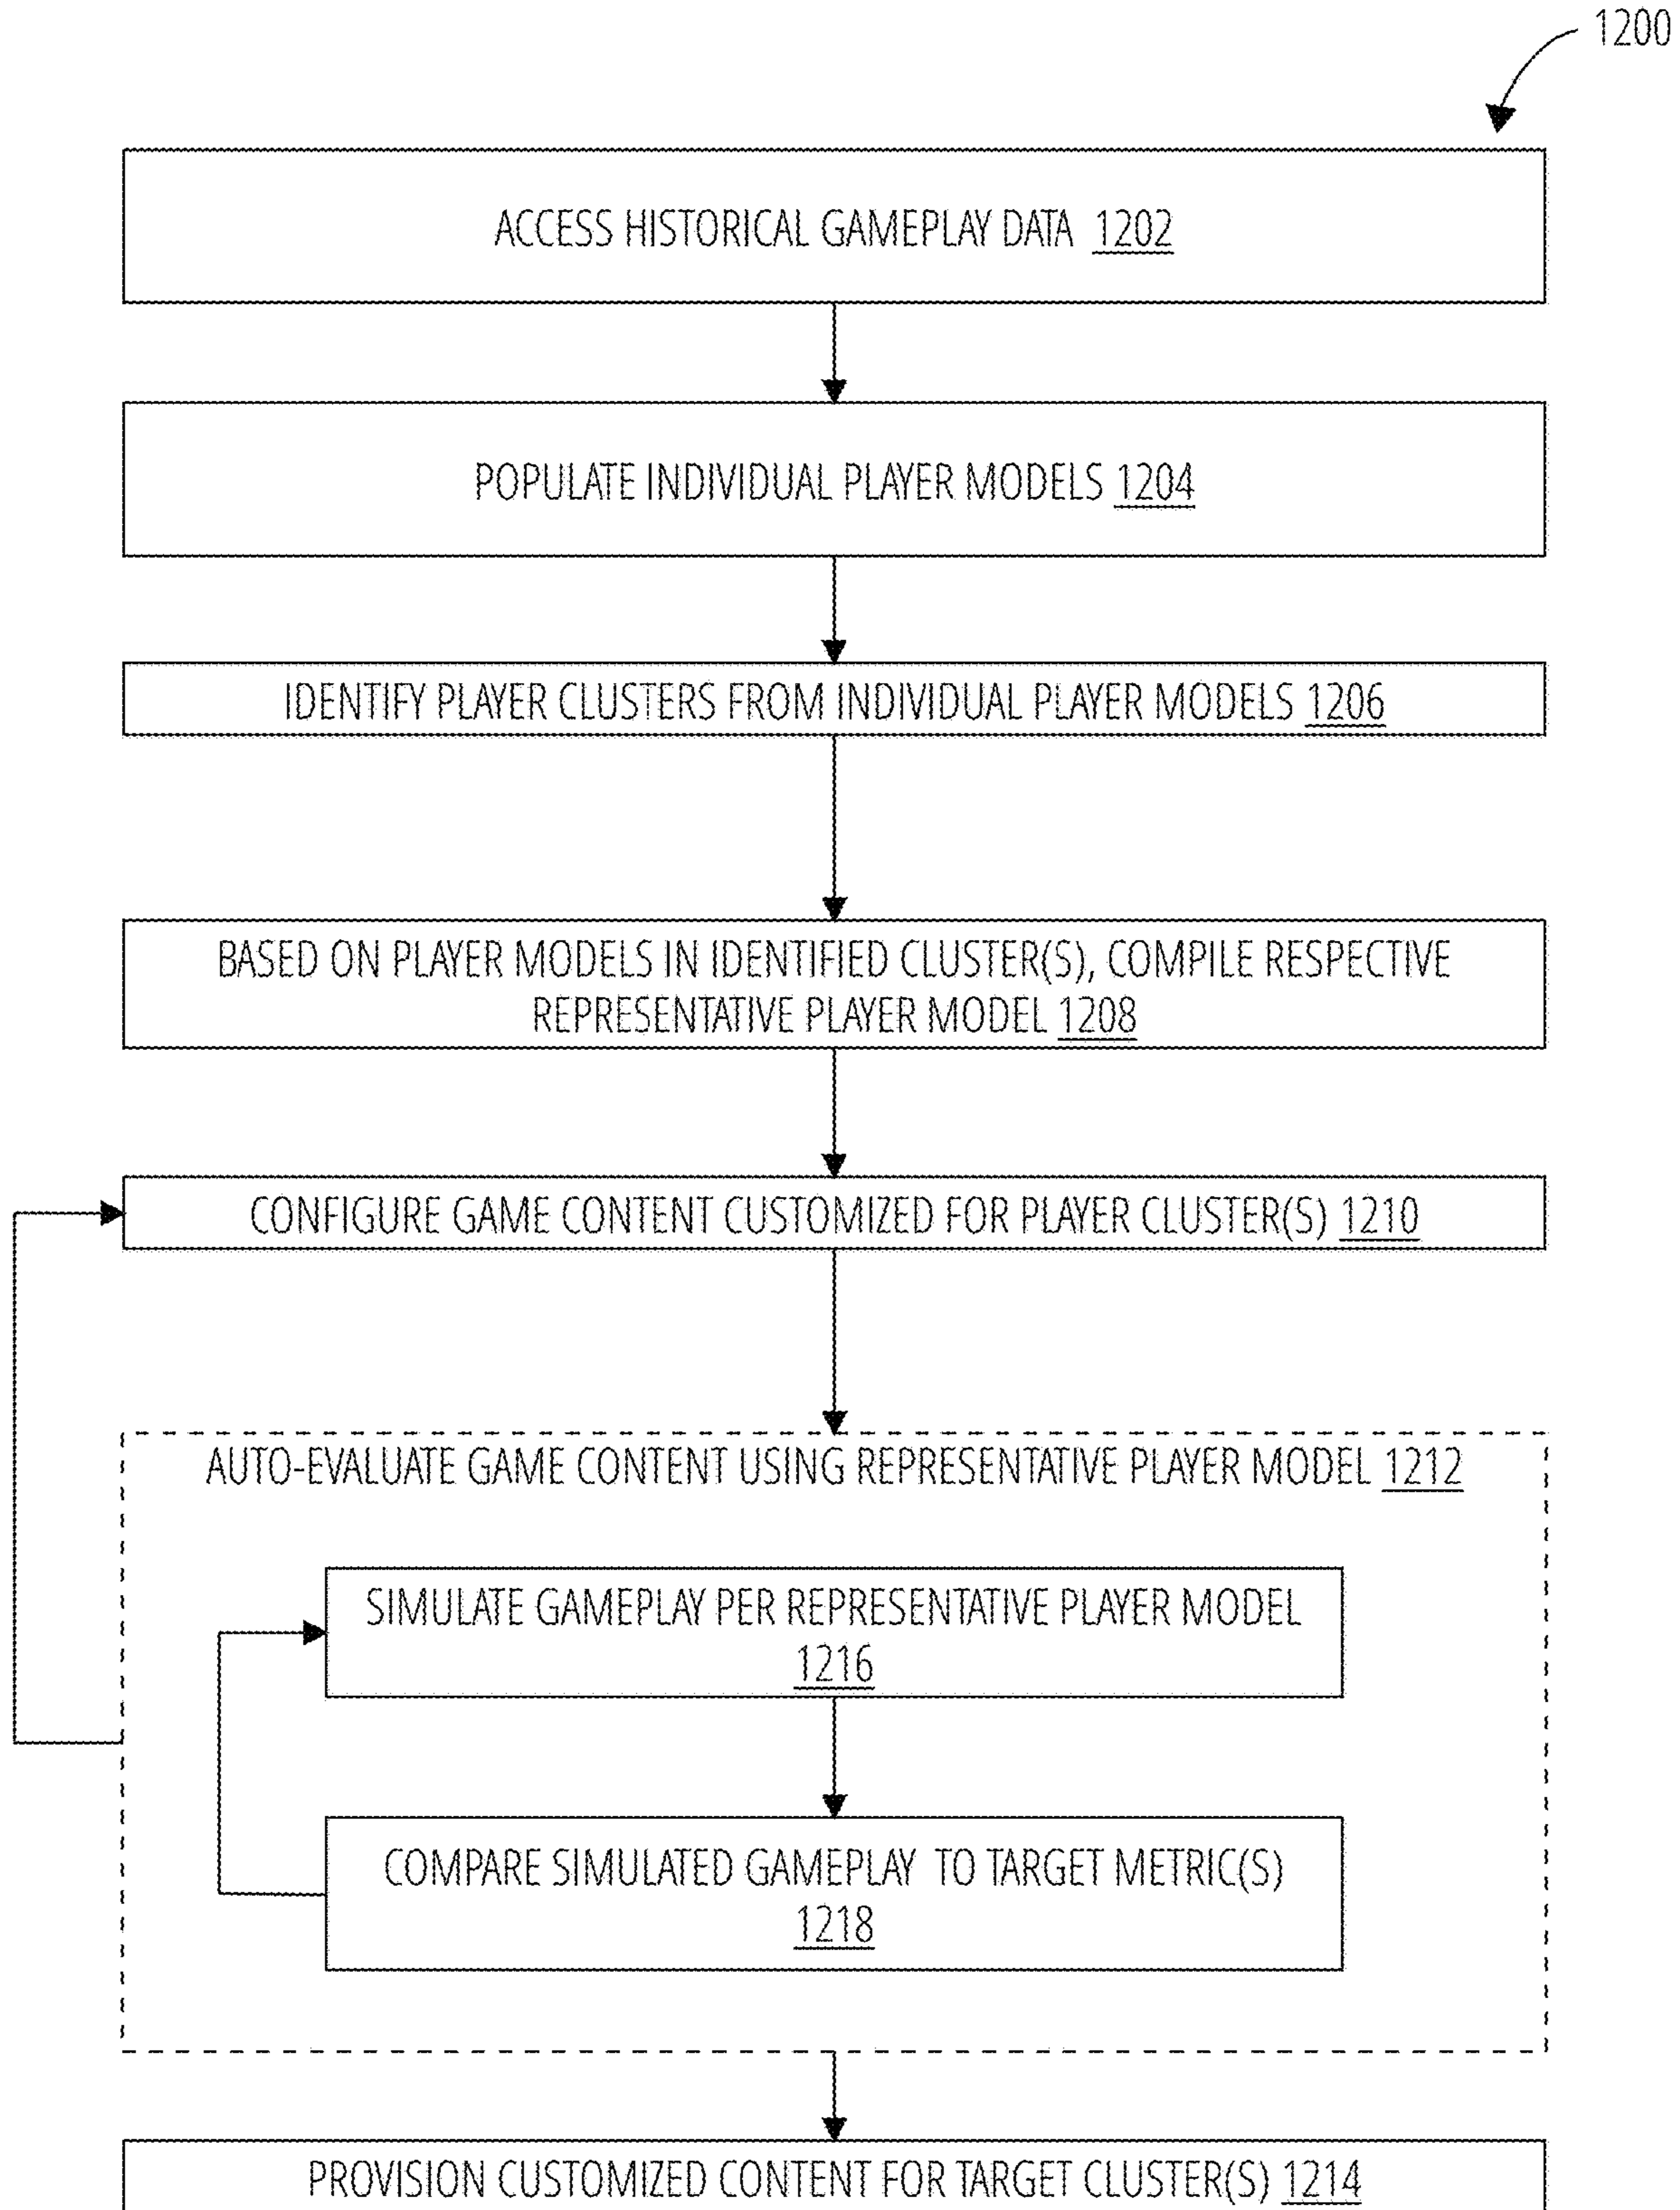 1200
ACCESS HISTORICAL GAMEPLAY DATA 1202
POPULATE INDIVIDUAL PLAYER MODELS 1204
IDENTIFY PLAYER CLUSTERS FROM INDIVIDUAL PLAYER MODELS 1206
BASED ON PLAYER MODELS IN IDENTIFIED CLUSTER(S), COMPILE RESPECTIVE
REPRESENTATIVE PLAYER MODEL 1208
CONFIGURE GAME CONTENT CUSTOMIZED FOR PLAYER CLUSTER(S) 1210
AUTO-EVALUATE GAME CONTENT USING REPRESENTATIVE PLAYER MODEL 1212
SIMULATE GAMEPLAY PER REPRESENTATIVE PLAYER MODEL
1216
COMPARE SIMULATED GAMEPLAY TO TARGET METRIC(S)
1218
PROVISION CUSTOMIZED CONTENT FOR TARGET CLUSTER(S) 1214